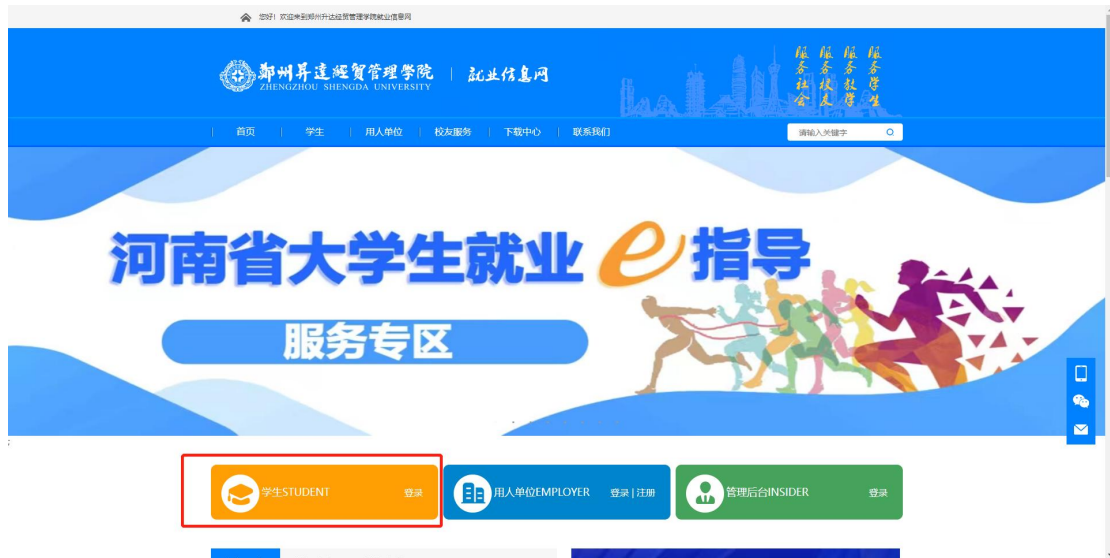 您好! 欢迎来到郑州升达经贸管理学院就业信息网
郑州昇達经贸管理学院 | 就业信息网
ZHENGZHOU SHENGDA UNIVERSITY
服务学生
服务教学
服务校友
服务社会
| 首页 | 学生 | 用人单位 | 校友服务 | 下载中心 | 联系我们
请输入关键字
河南省大学生就业e指导
服务专区
学生STUDENT 登录
用人单位EMPLOYER 登录 | 注册
管理后台INSIDER 登录